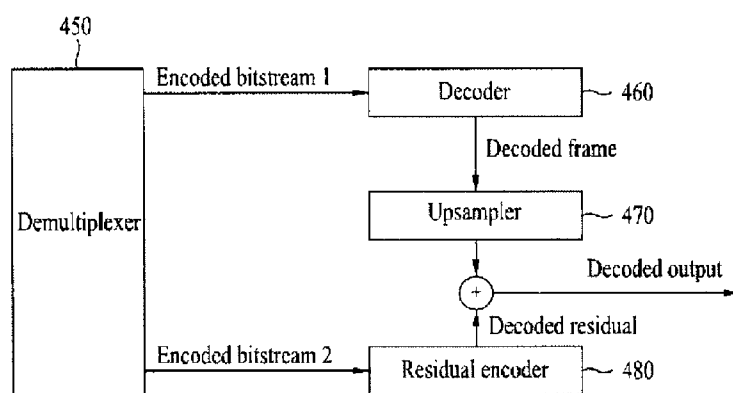 450
Encoded bitstream 1
Decoder
460
Decoded frame
Demultiplexer
Upsampler
470
+
Decoded output
Decoded residual
Encoded bitstream 2
Residual encoder
480